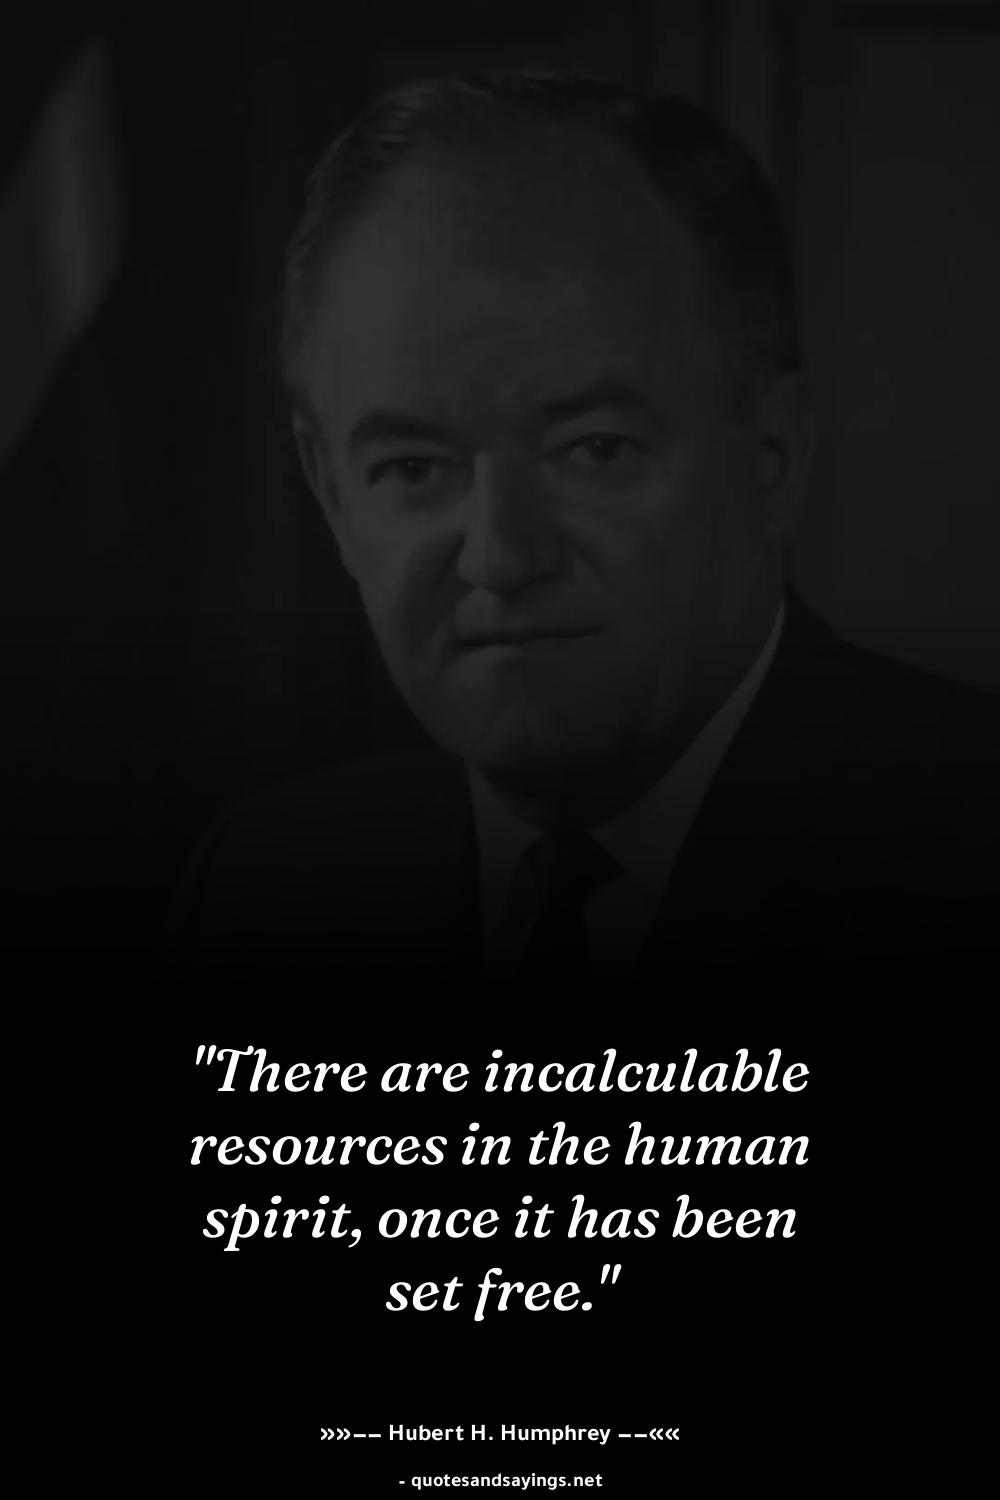 "There are incalculable
resources in the human
spirit, once it has been
set free."
»»–– Hubert H. Humphrey ––««
- quotesandsayings.net